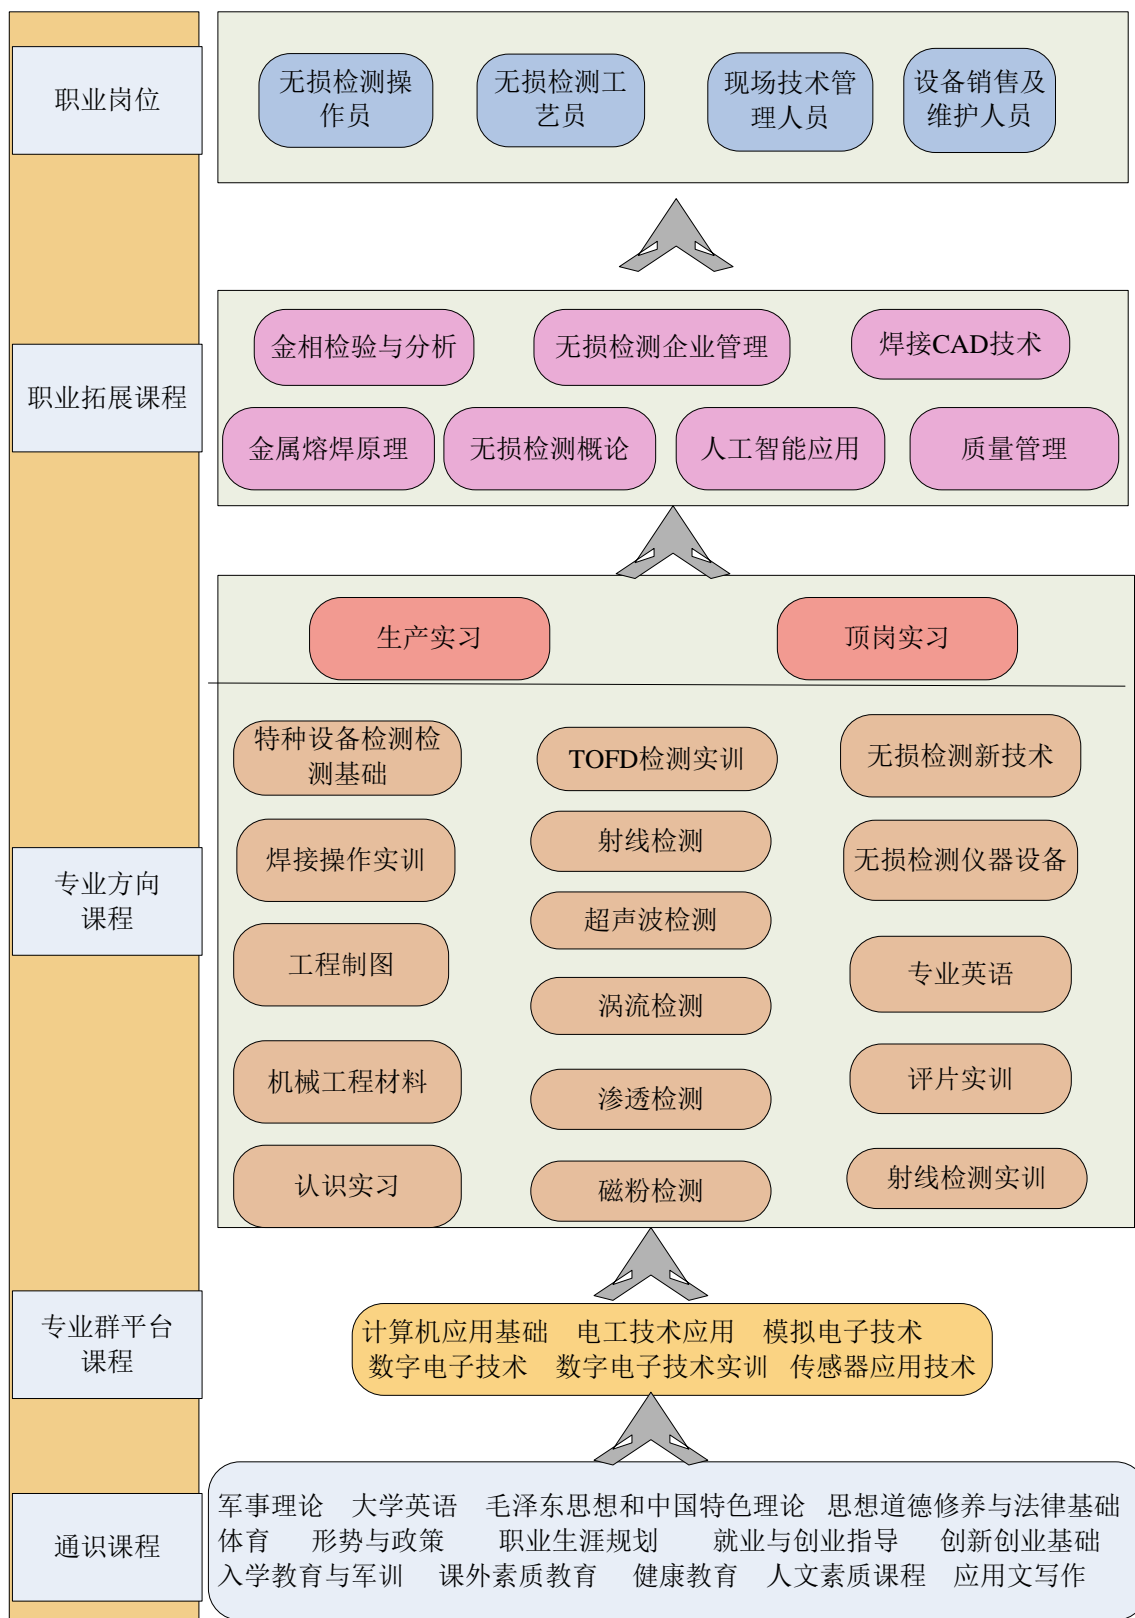 职业岗位
无损检测操
作员
无损检测工
艺员
现场技术管
理人员
设备销售及
维护人员
职业拓展课程
金相检验与分析
无损检测企业管理
焊接CAD技术
金属熔焊原理
无损检测概论
人工智能应用
质量管理
专业方向
课程
生产实习
顶岗实习
特种设备检测检
测基础
TOFD检测实训
无损检测新技术
焊接操作实训
射线检测
无损检测仪器设备
超声波检测
工程制图
涡流检测
专业英语
机械工程材料
渗透检测
评片实训
认识实习
磁粉检测
射线检测实训
专业群平台
课程
计算机应用基础 电工技术应用 模拟电子技术
数字电子技术 数字电子技术实训 传感器应用技术
通识课程
军事理论 大学英语 毛泽东思想和中国特色理论 思想道德修养与法律基础
体育 形势与政策 职业生涯规划 就业与创业指导 创新创业基础
入学教育与军训 课外素质教育 健康教育 人文素质课程 应用文写作